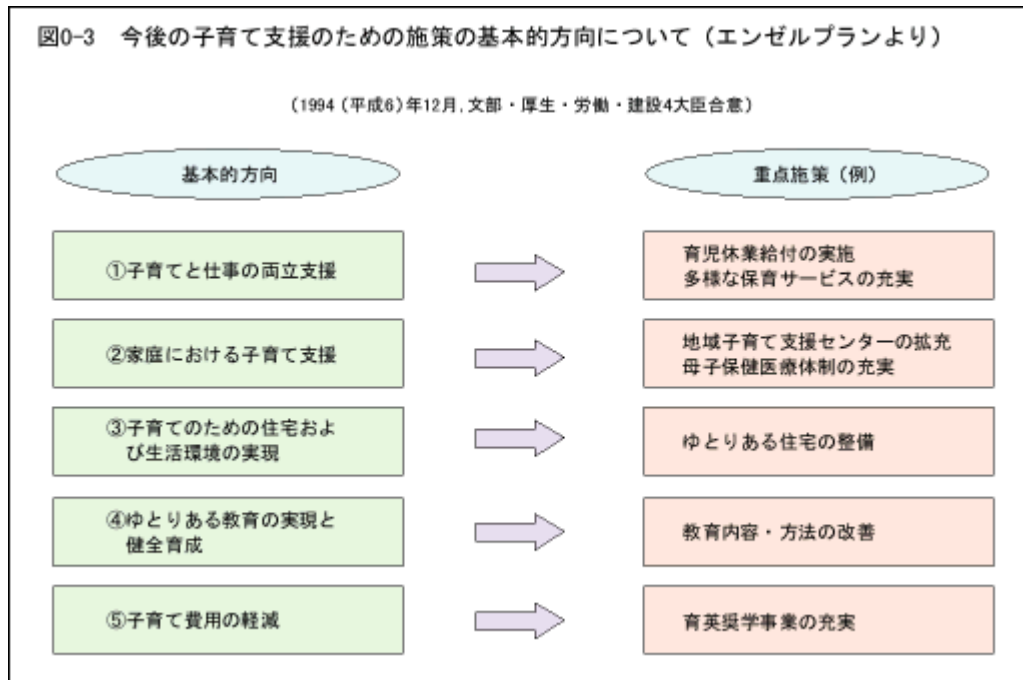 図0-3　今後の子育て支援のための施策の基本的方向について（エンゼルプランより）
（1994（平成6）年12月, 文部・厚生・労働・建設4大臣合意）
基本的方向
重点施策（例）
①子育てと仕事の両立支援
育児休業給付の実施
多様な保育サービスの充実
②家庭における子育て支援
地域子育て支援センターの拡充
母子保健医療体制の充実
③子育てのための住宅およ
び生活環境の実現
ゆとりある住宅の整備
④ゆとりある教育の実現と
健全育成
教育内容・方法の改善
⑤子育て費用の軽減
育英奨学事業の充実